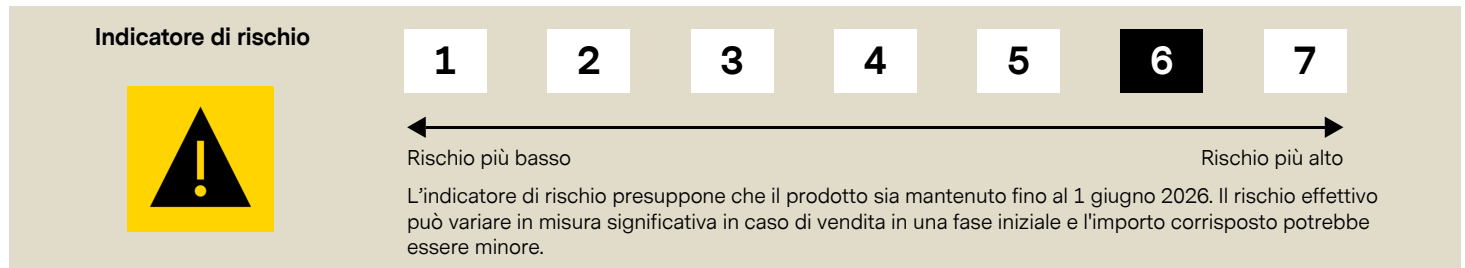 Indicatore di rischio
1 2 3 4 5 6 7
Rischio più basso Rischio più alto
L'indicatore di rischio presuppone che il prodotto sia mantenuto fino al 1 giugno 2026. Il rischio effettivo
può variare in misura significativa in caso di vendita in una fase iniziale e l'importo corrisposto potrebbe
essere minore.